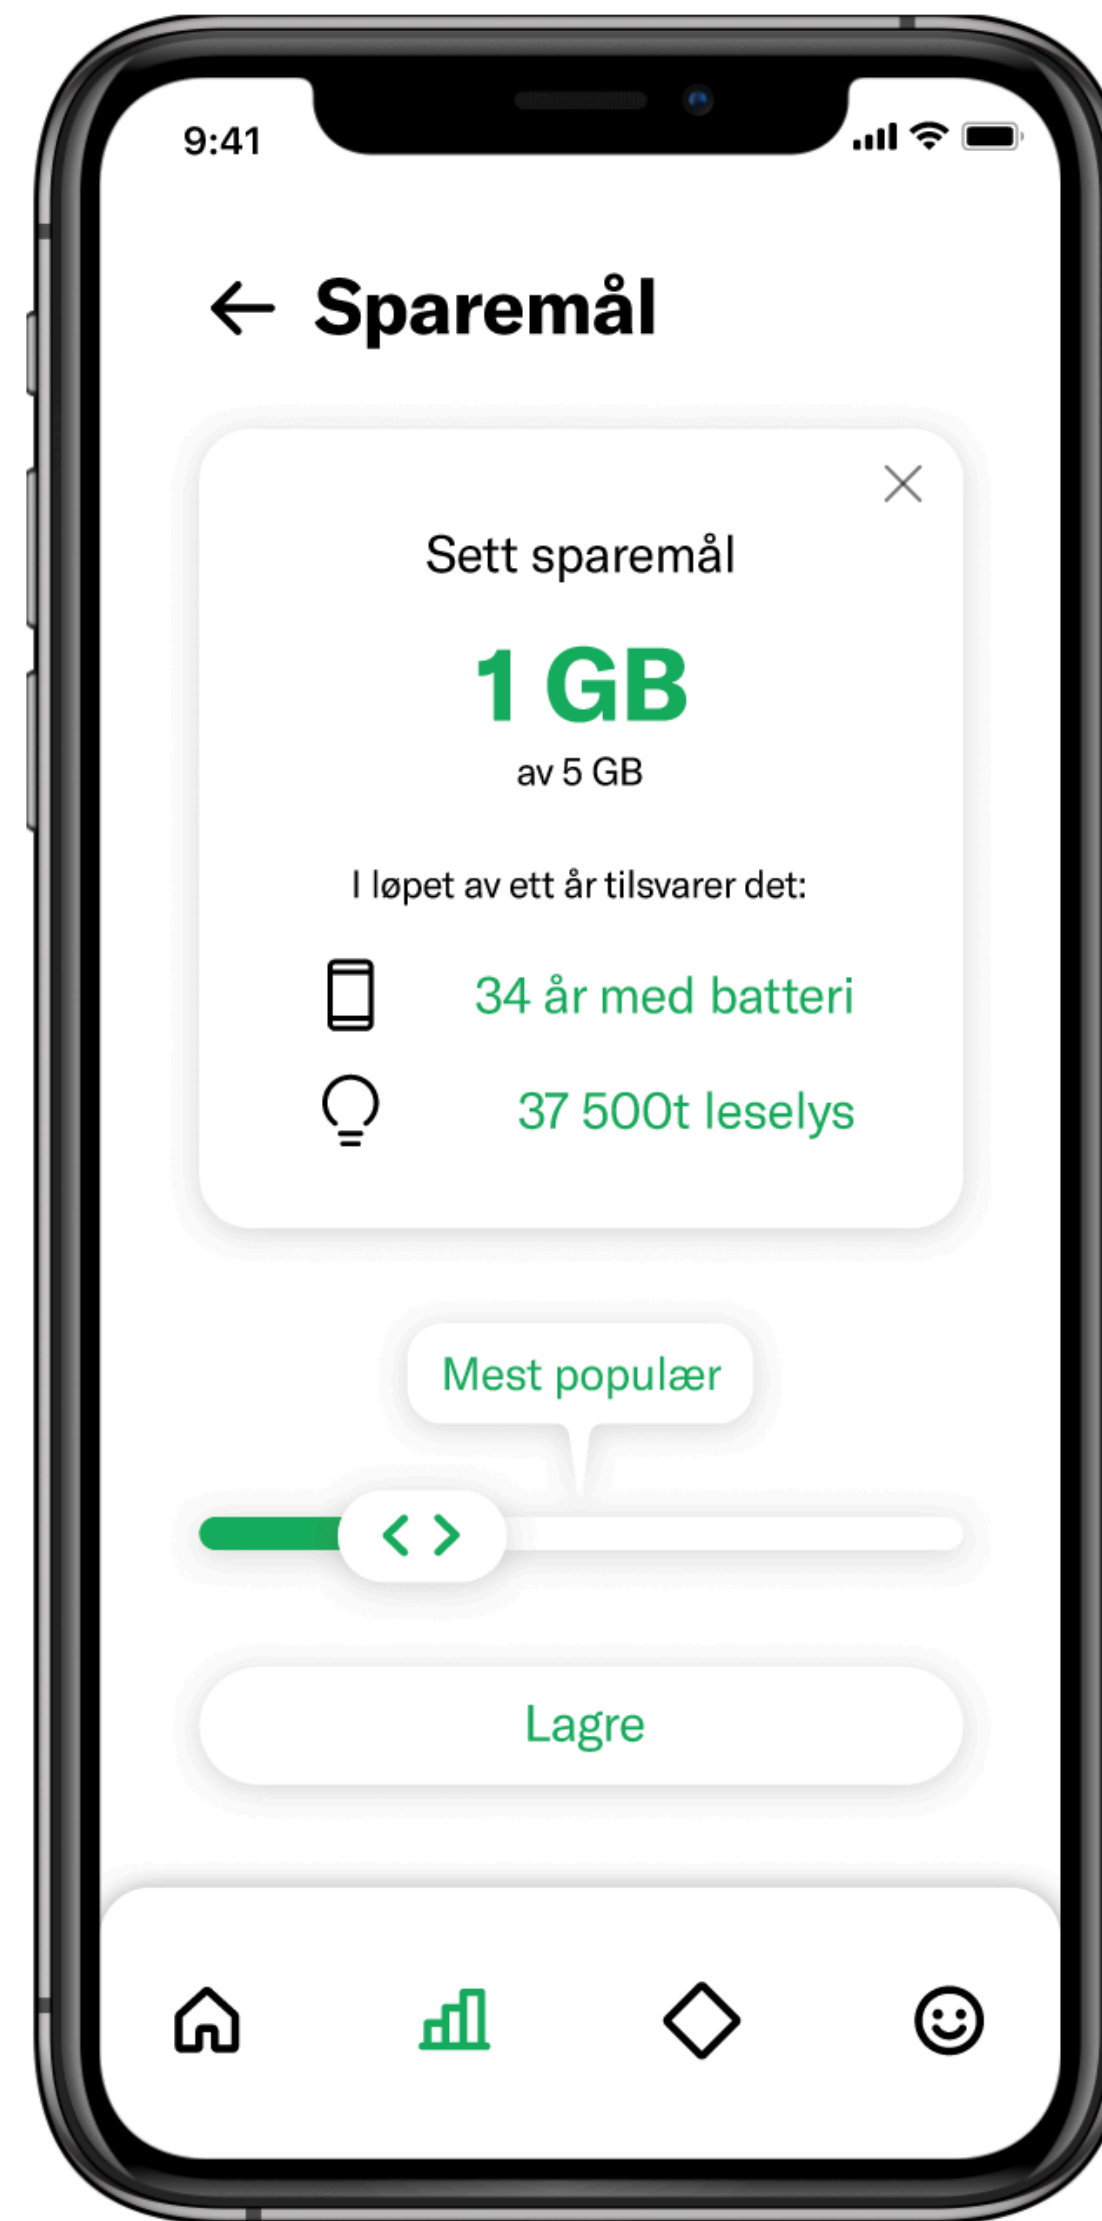 9:41
Sparemål
Sett sparemål
1 GB
av 5 GB
I løpet av ett år tilsvarer det:
34 år med batteri
37 500t leselys
Mest populær
Lagre